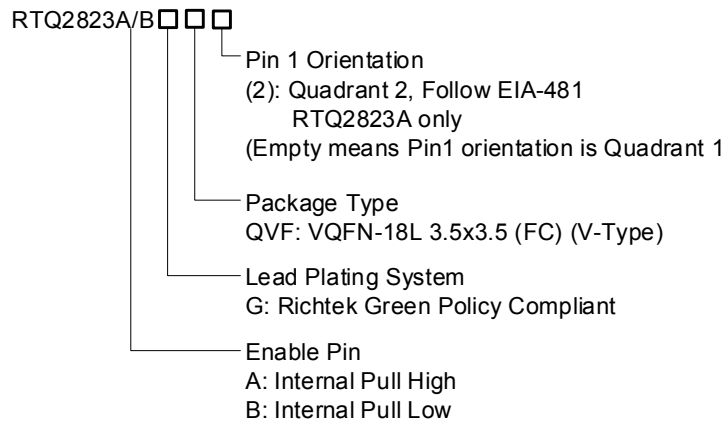 RTQ2823A/B
Pin 1 Orientation
(2): Quadrant 2, Follow EIA-481
RTQ2823A only
(Empty means Pin1 orientation is Quadrant 1
Package Type
QVF: VQFN-18L 3.5x3.5 (FC) (V-Type)
Lead Plating System
G: Richtek Green Policy Compliant
Enable Pin
A: Internal Pull High
B: Internal Pull Low